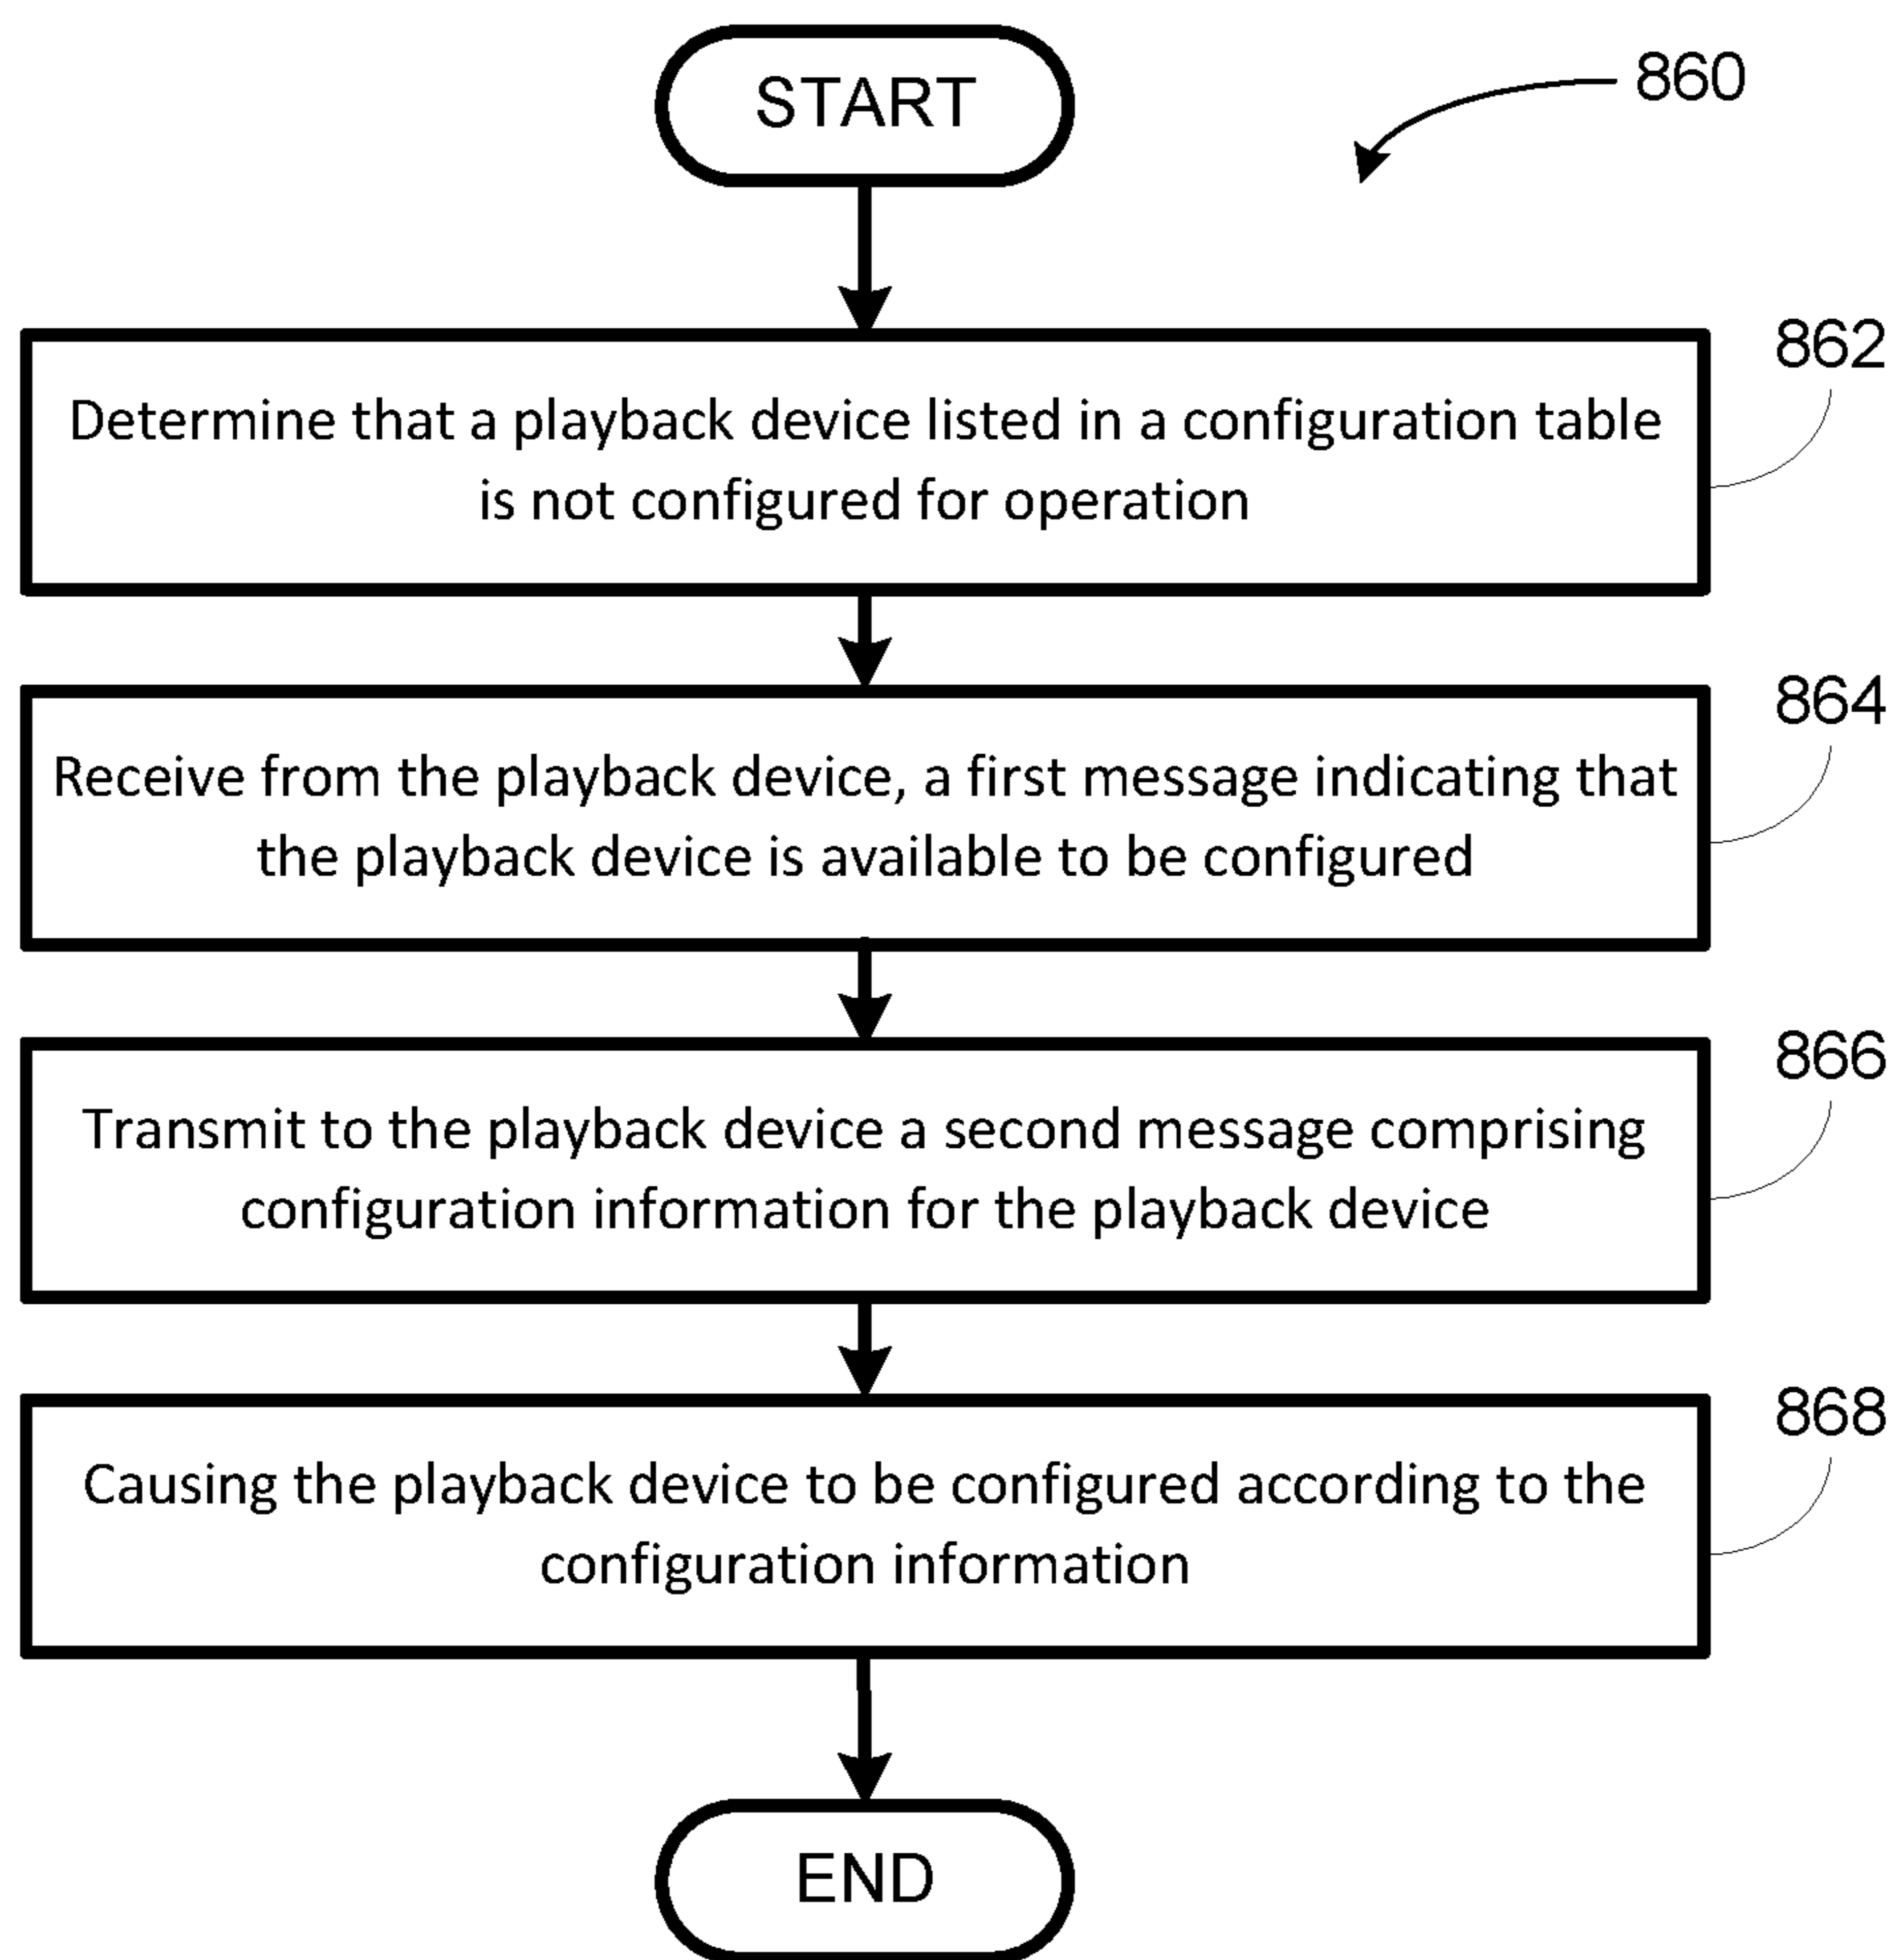 START
860
862
Determine that a playback device listed in a configuration table
is not configured for operation
864
Receive from the playback device, a first message indicating that
the playback device is available to be configured
866
Transmit to the playback device a second message comprising
configuration information for the playback device
868
Causing the playback device to be configured according to the
configuration information
END